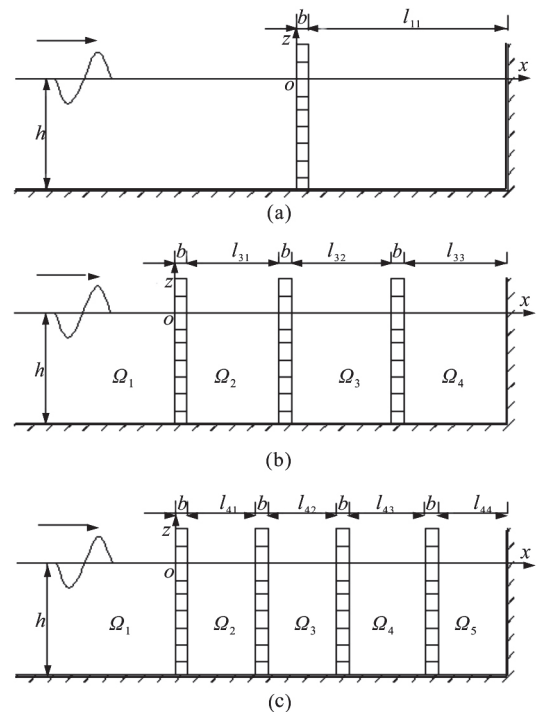 b l₁₁
z
o x
h
(a)
b l₃₁ b l₃₂ b l₃₃
z
o x
h Ω₁ Ω₂ Ω₃ Ω₄
(b)
b l₄₁ b l₄₂ b l₄₃ b l₄₄
z
o x
h Ω₁ Ω₂ Ω₃ Ω₄ Ω₅
(c)